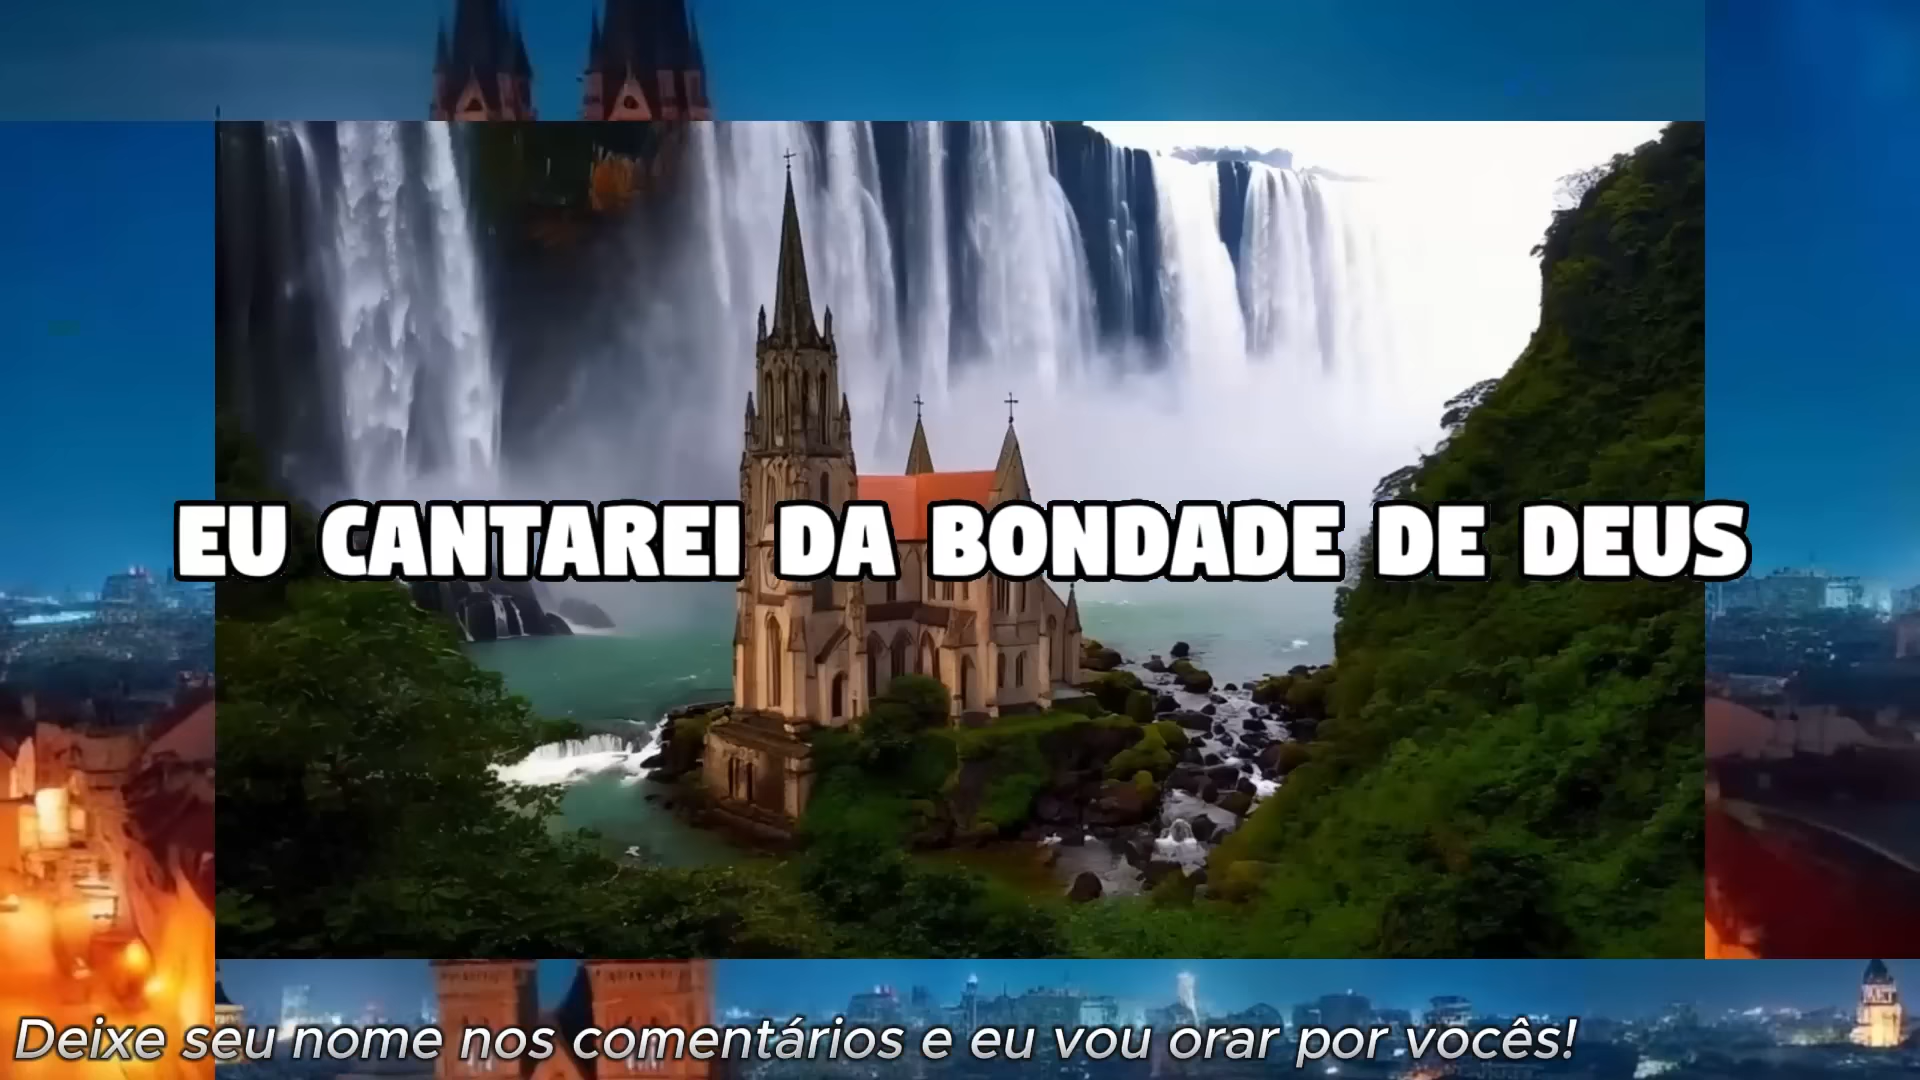 EU CANTAREI DA BONDADE DE DEUS
Deixe seu nome nos comentários e eu vou orar por vocês!